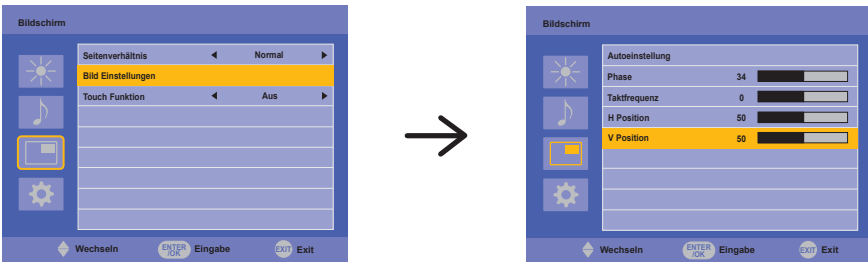 Bildschirm
Seitenverhältnis Normal
Bild Einstellungen
Touch Funktion Aus
Wechseln ENTER /OK Eingabe EXIT Exit
Bildschirm
Autoeinstellung
Phase 34
Taktfrequenz 0
H Position 50
V Position 50
Wechseln ENTER /OK Eingabe EXIT Exit